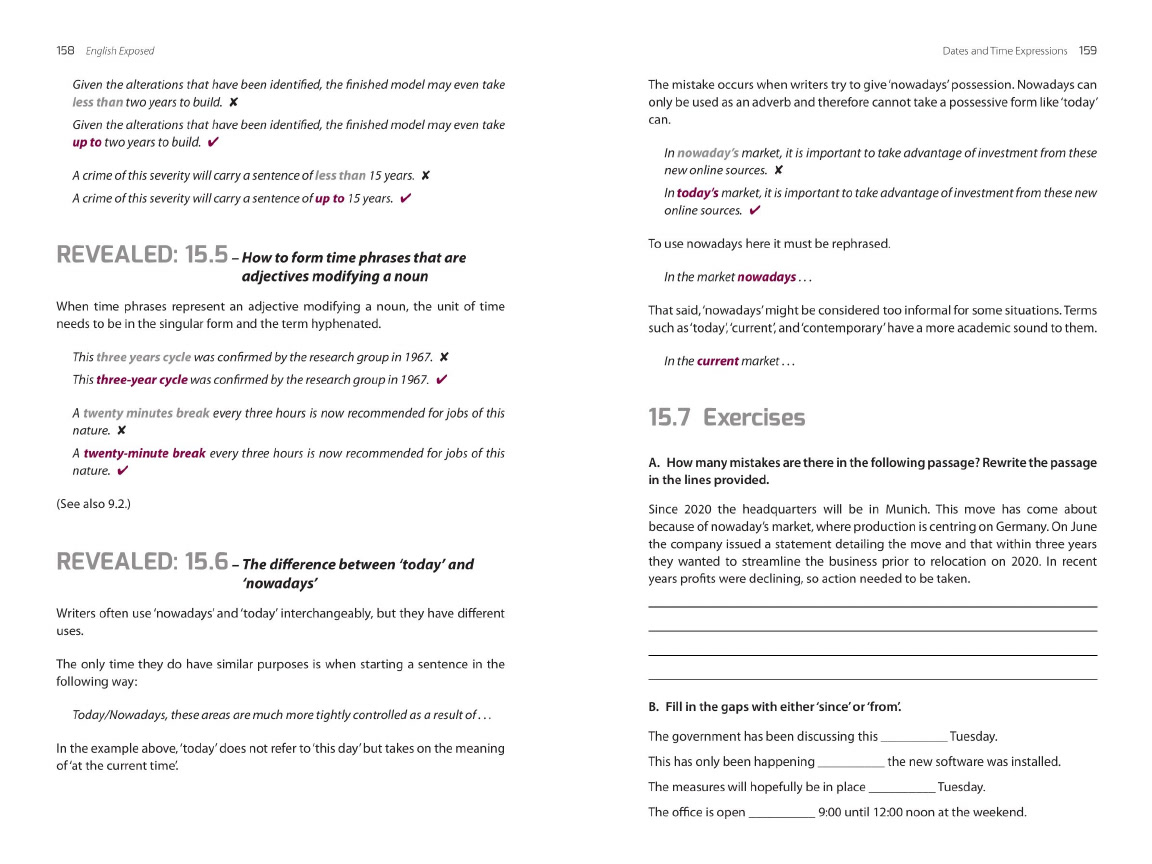 158 English Exposed
Given the alterations that have been identified, the finished model may even take
less than two years to build. ✘
Given the alterations that have been identified, the finished model may even take
up to two years to build. ✔
A crime of this severity will carry a sentence of less than 15 years. ✘
A crime of this severity will carry a sentence of up to 15 years. ✔
REVEALED: 15.5 – How to form time phrases that are
adjectives modifying a noun
When time phrases represent an adjective modifying a noun, the unit of time
needs to be in the singular form and the term hyphenated.
This three years cycle was confirmed by the research group in 1967. ✘
This three-year cycle was confirmed by the research group in 1967. ✔
A twenty minutes break every three hours is now recommended for jobs of this
nature. ✘
A twenty-minute break every three hours is now recommended for jobs of this
nature. ✔
(See also 9.2.)
REVEALED: 15.6 – The difference between ‘today’ and
‘nowadays’
Writers often use ‘nowadays’ and ‘today’ interchangeably, but they have different
uses.
The only time they do have similar purposes is when starting a sentence in the
following way:
Today/Nowadays, these areas are much more tightly controlled as a result of . . .
In the example above, ‘today’ does not refer to ‘this day’ but takes on the meaning
of ‘at the current time’.
Dates and Time Expressions 159
The mistake occurs when writers try to give ‘nowadays’ possession. Nowadays can
only be used as an adverb and therefore cannot take a possessive form like ‘today’
can.
In nowaday’s market, it is important to take advantage of investment from these
new online sources. ✘
In today’s market, it is important to take advantage of investment from these new
online sources. ✔
To use nowadays here it must be rephrased.
In the market nowadays . . .
That said, ‘nowadays’ might be considered too informal for some situations. Terms
such as ‘today’, ‘current’, and ‘contemporary’ have a more academic sound to them.
In the current market . . .
15.7 Exercises
A. How many mistakes are there in the following passage? Rewrite the passage
in the lines provided.
Since 2020 the headquarters will be in Munich. This move has come about
because of nowaday’s market, where production is centring on Germany. On June
the company issued a statement detailing the move and that within three years
they wanted to streamline the business prior to relocation on 2020. In recent
years profits were declining, so action needed to be taken.
B. Fill in the gaps with either ‘since’ or ‘from’.
The government has been discussing this __________ Tuesday.
This has only been happening __________ the new software was installed.
The measures will hopefully be in place __________ Tuesday.
The office is open __________ 9:00 until 12:00 noon at the weekend.